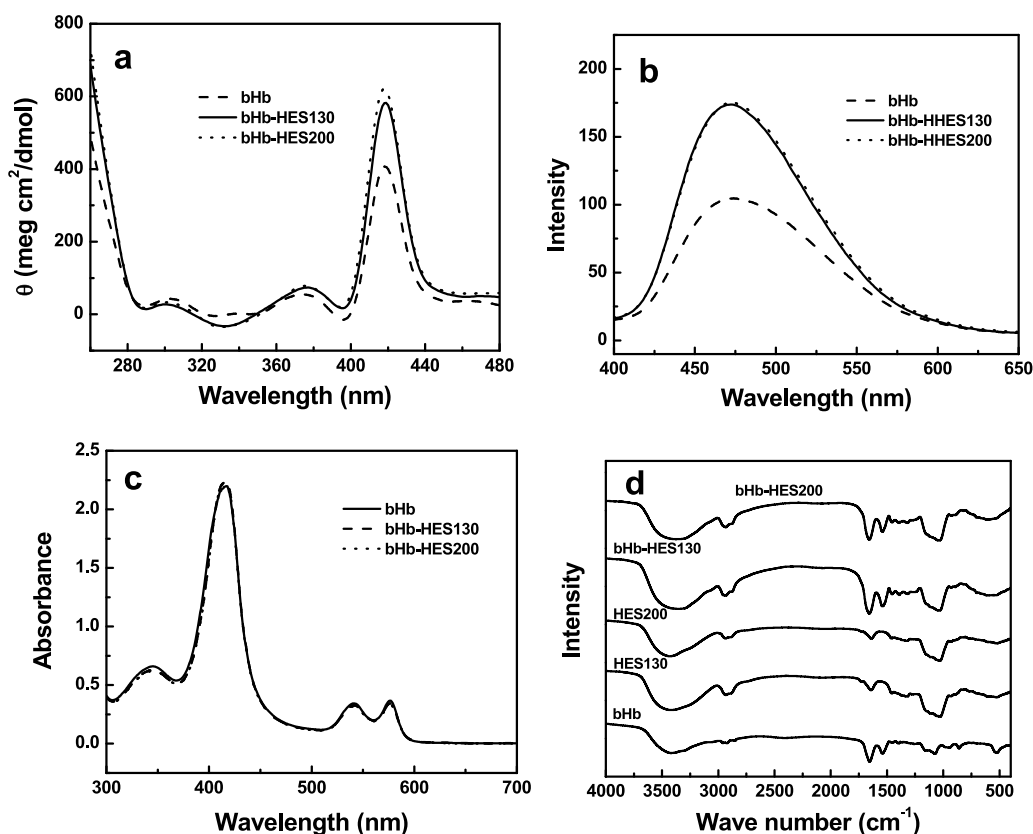 a
bHb
bHb-HES130
bHb-HES200
θ (meg cm²/dmol)
800
600
400
200
0
280 320 360 400 440 480
Wavelength (nm)
b
bHb
bHb-HHES130
bHb-HHES200
Intensity
200
175
150
125
100
75
50
25
0
400 450 500 550 600 650
Wavelength (nm)
c
bHb
bHb-HES130
bHb-HES200
Absorbance
2.5
2.0
1.5
1.0
0.5
0.0
300 400 500 600 700
Wavelength (nm)
d
bHb-HES200
bHb-HES130
HES200
HES130
bHb
Intensity
4000 3500 3000 2500 2000 1500 1000 500
Wave number (cm⁻¹)